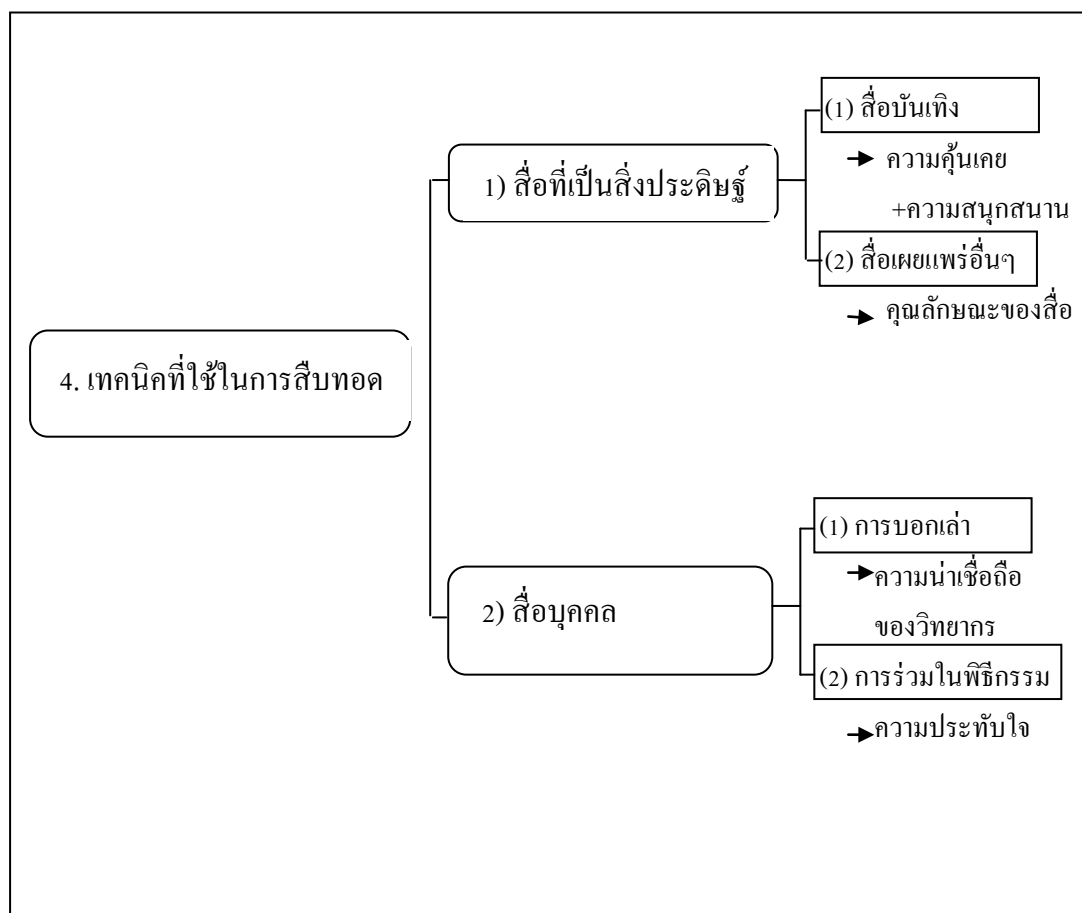 4. เทคนิคที่ใช้ในการสืบทอด
1) สื่อที่เป็นสิ่งประดิษฐ์
(1) สื่อบันเทิง
ความคุ้นเคย
+ความสนุกสนาน
(2) สื่อเผยแพร่อื่นๆ
คุณลักษณะของสื่อ
2) สื่อบุคคล
(1) การบอกเล่า
ความน่าเชื่อถือ
ของวิทยากร
(2) การร่วมในพิธีกรรม
ความประทับใจ